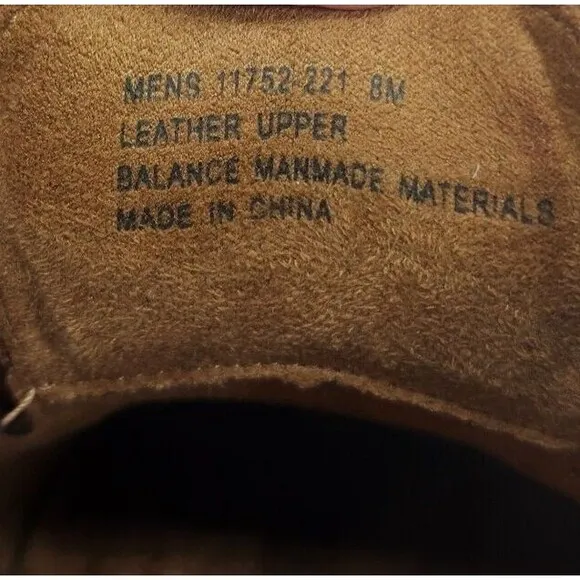 MENS 11752-221 8M
LEATHER UPPER
BALANCE MANMADE MATERIALS
MADE IN CHINA